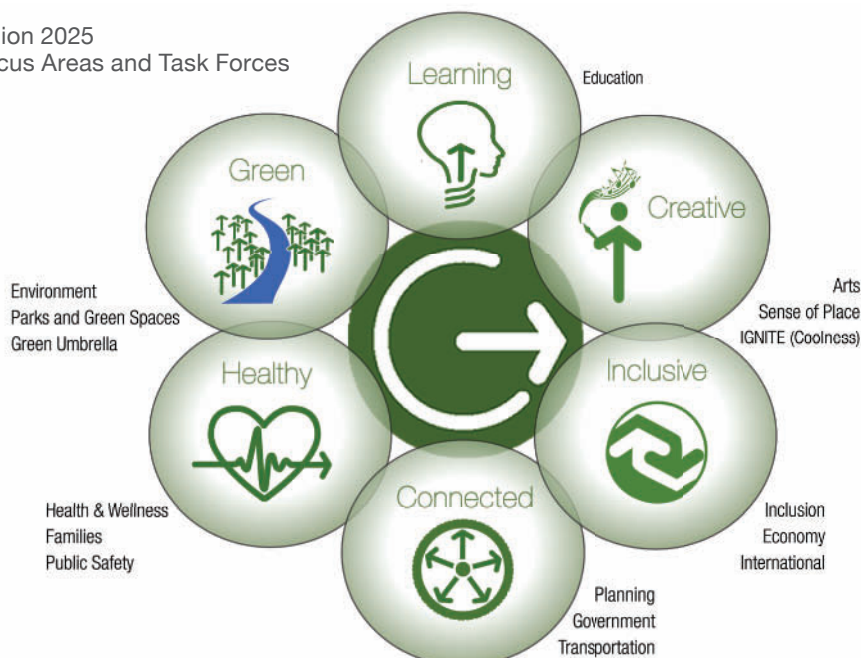 ion 2025
cus Areas and Task Forces
Learning
Education
Green
Creative
Environment
Parks and Green Spaces
Green Umbrella
Arts
Sense of Place
IGNITE (Coolness)
Healthy
Inclusive
Health & Wellness
Families
Public Safety
Connected
Inclusion
Economy
International
Planning
Government
Transportation